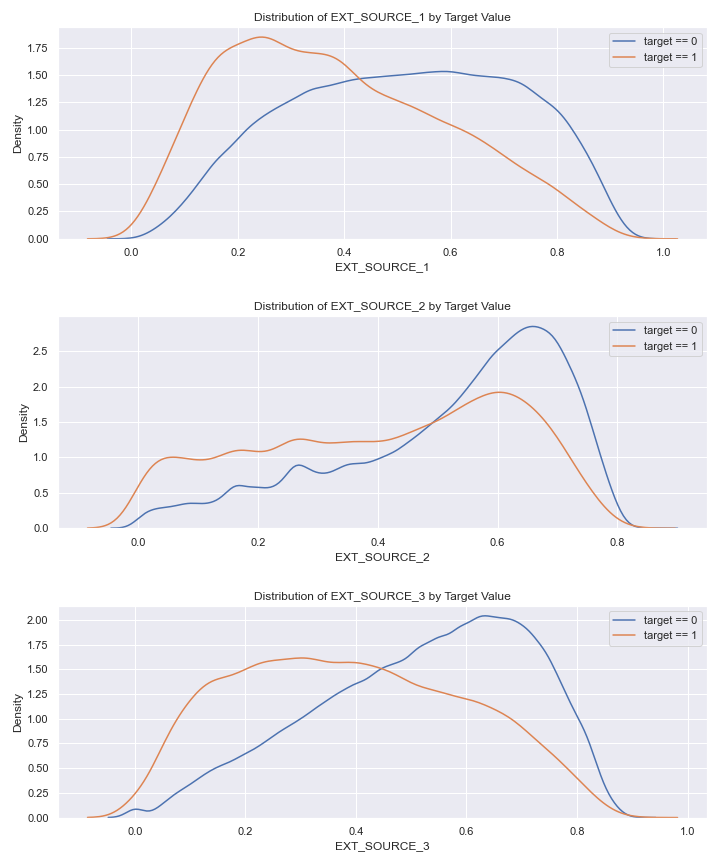 Distribution of EXT_SOURCE_1 by Target Value
target == 0
target == 1
1.75
1.50
1.25
1.00
0.75
0.50
0.25
0.00
Density
0.0 0.2 0.4 0.6 0.8 1.0
EXT_SOURCE_1
Distribution of EXT_SOURCE_2 by Target Value
target == 0
target == 1
2.5
2.0
1.5
1.0
0.5
0.0
Density
0.0 0.2 0.4 0.6 0.8
EXT_SOURCE_2
Distribution of EXT_SOURCE_3 by Target Value
target == 0
target == 1
2.00
1.75
1.50
1.25
1.00
0.75
0.50
0.25
0.00
Density
0.0 0.2 0.4 0.6 0.8 1.0
EXT_SOURCE_3